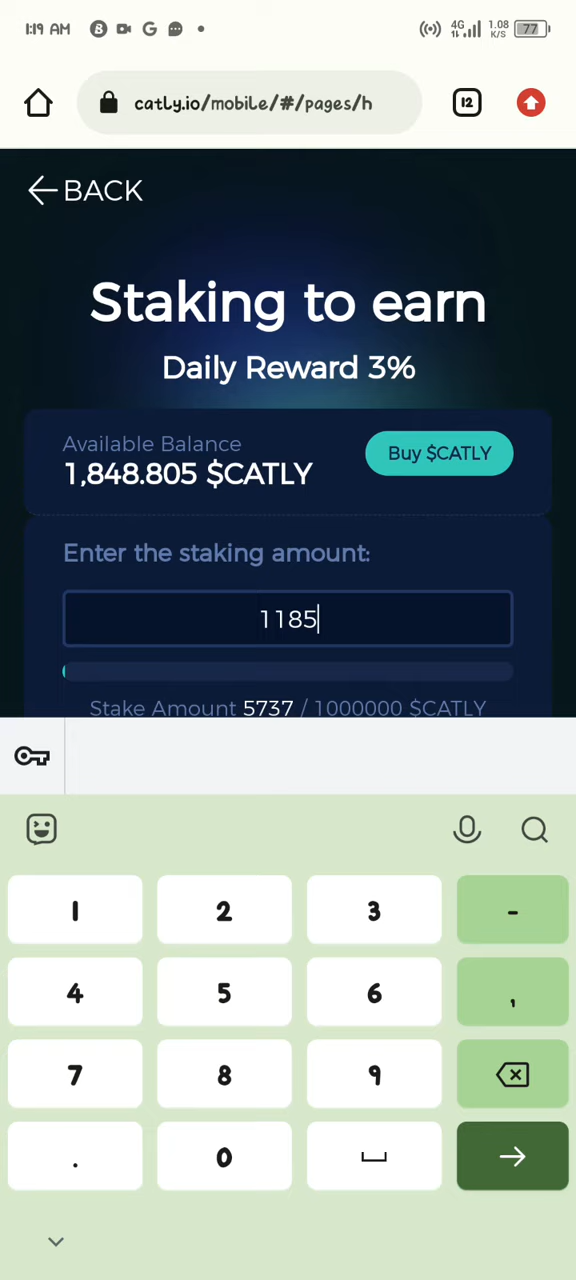 1:19 AM B G 4G 1.08 K/S 77
catly.io/mobile/#/pages/h 12
BACK
Staking to earn
Daily Reward 3%
Available Balance
1,848.805 $CATLY
Buy $CATLY
Enter the staking amount:
1185
Stake Amount 5737 / 1000000 $CATLY
1 2 3 -
4 5 6 ,
7 8 9
. 0